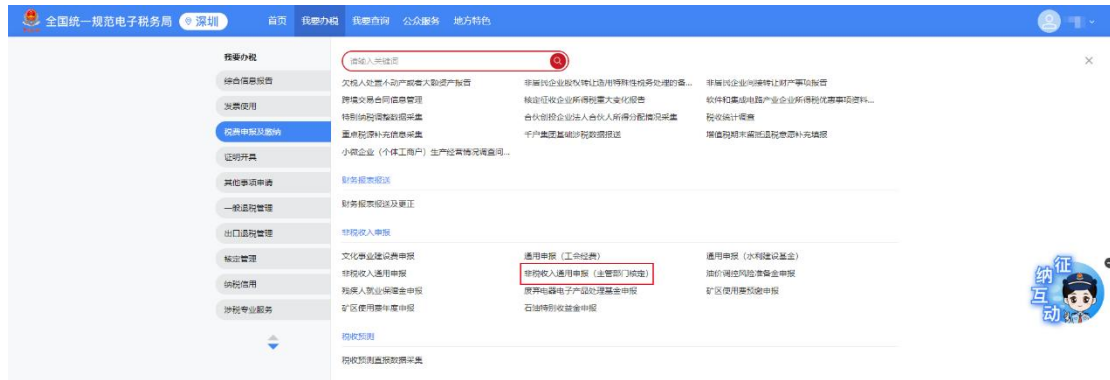 全国统一规范电子税务局 深圳 首页 我要办税 我要查询 公众服务 地方特色
我要办税
请输入关键词
综合信息报告
欠税人处置不动产或者大额资产报告 非居民企业股权转让适用特殊性税务处理的备... 非居民企业间接转让财产事项报告
发票使用
跨境交易合同信息管理 核定征收企业所得税重大变化报告 软件和集成电路产业企业所得税优惠事项资料...
特别纳税调整数据采集 合伙创投企业法人合伙人所得分配情况采集 税收统计调查
税费申报及缴纳
重点税源补充信息采集 千户集团基础涉税数据报送 增值税期末留抵退税意愿补充填报
小微企业（个体工商户）生产经营情况调查问...
证明开具
其他事项申请
财务报表报送
一般退税管理
财务报表报送及更正
出口退税管理
非税收入申报
核定管理
文化事业建设费申报 通用申报（工会经费） 通用申报（水利建设基金）
非税收入通用申报 非税收入通用申报（主管部门核定） 油价调控风险准备金申报
纳税信用
残疾人就业保障金申报 废弃电器电子产品处理基金申报 矿区使用费预缴申报
涉税专业服务
矿区使用费年度申报 石油特别收益金申报
税收预测
税收预测直报数据采集
征纳互动